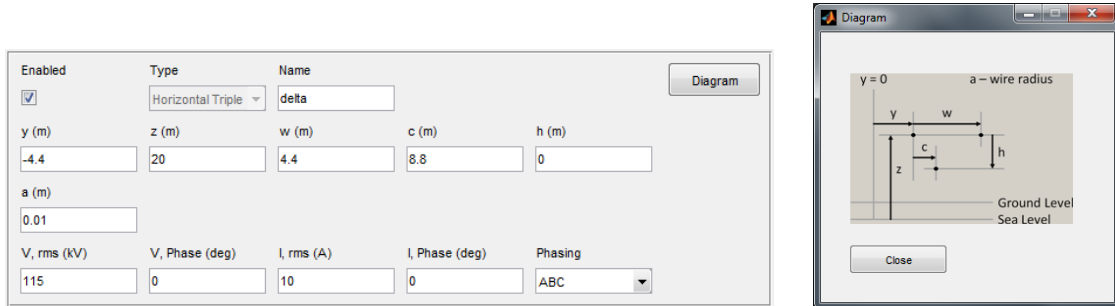 Enabled Type Name
Horizontal Triple delta
Diagram
y (m) z (m) w (m) c (m) h (m)
-4.4 20 4.4 8.8 0
a (m)
0.01
V, rms (kV) V, Phase (deg) I, rms (A) I, Phase (deg) Phasing
115 0 10 0 ABC
Diagram
y = 0 a – wire radius
y w
c h
z
Ground Level
Sea Level
Close